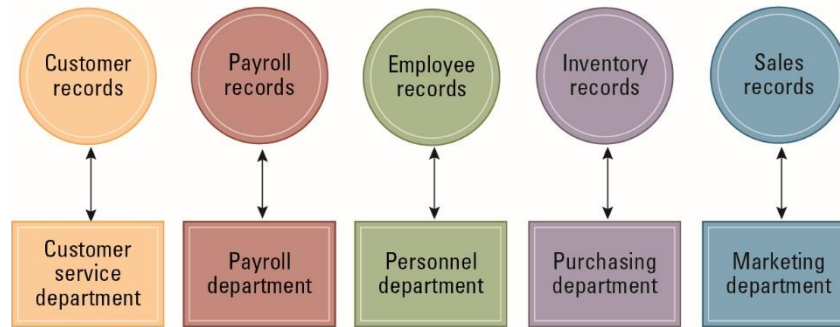 Customer
records
Payroll
records
Employee
records
Inventory
records
Sales
records
Customer
service
department
Payroll
department
Personnel
department
Purchasing
department
Marketing
department